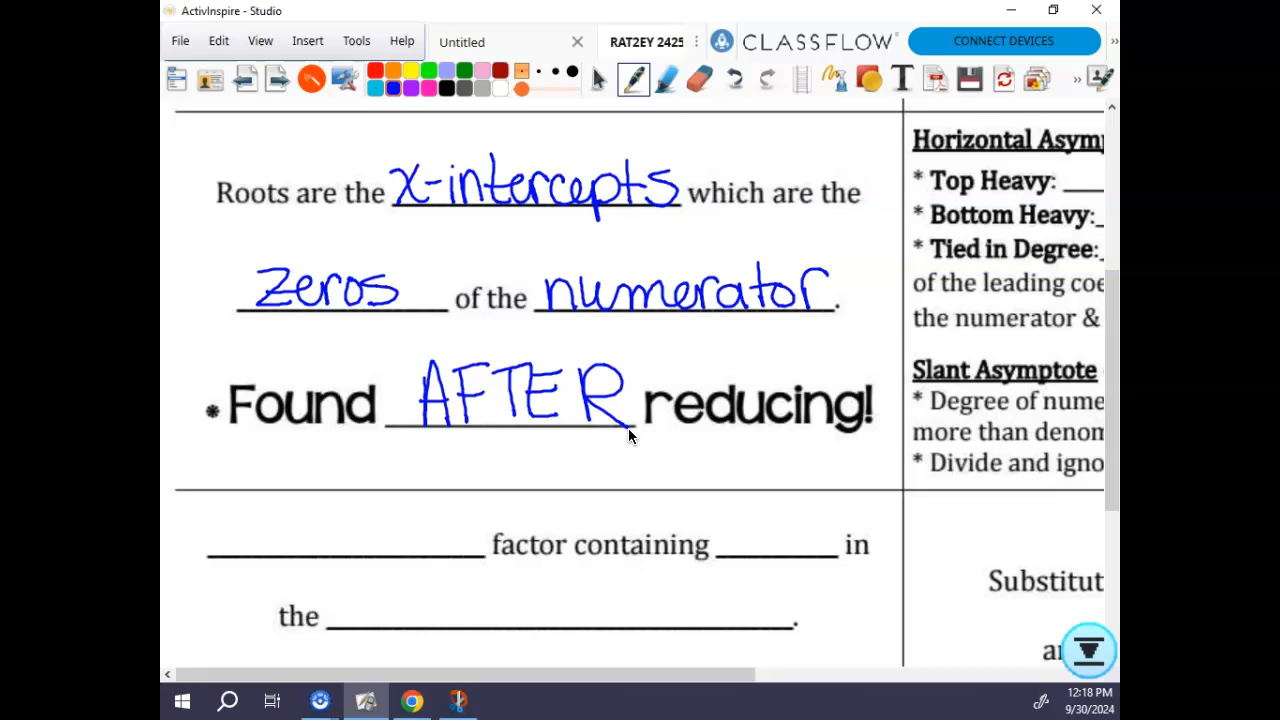 ActivInspire - Studio
File Edit View Insert Tools Help Untitled RAT2EY 2425 CLASSFLOW CONNECT DEVICES
Roots are the x-intercepts which are the
zeros of the numerator.
* Found AFTER reducing!
factor containing in
the .
Horizontal Asymp
* Top Heavy:
* Bottom Heavy:
* Tied in Degree:
of the leading coe
the numerator &
Slant Asymptote
* Degree of nume
more than denom
* Divide and igno
Substitut
12:18 PM
9/30/2024